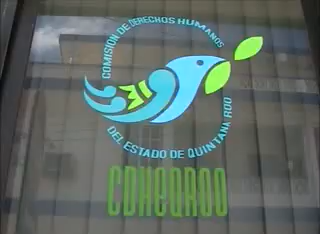 COMISIÓN DE DERECHOS HUMANOS
DEL ESTADO DE QUINTANA ROO
CDHEQROO